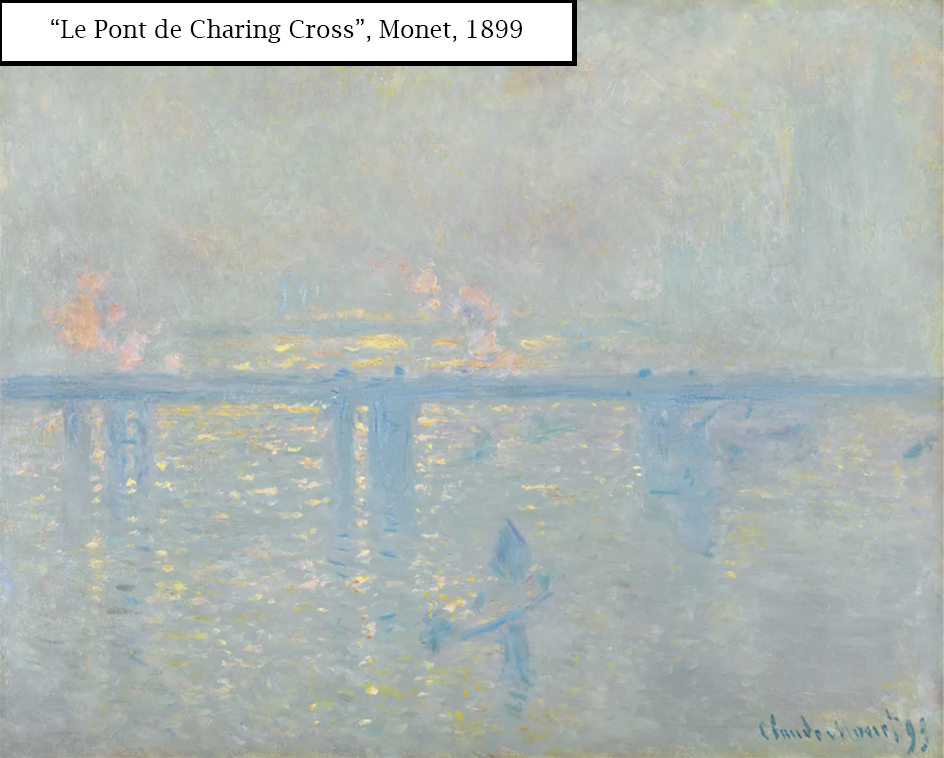 “Le Pont de Charing Cross”, Monet, 1899
Claude Monet 99